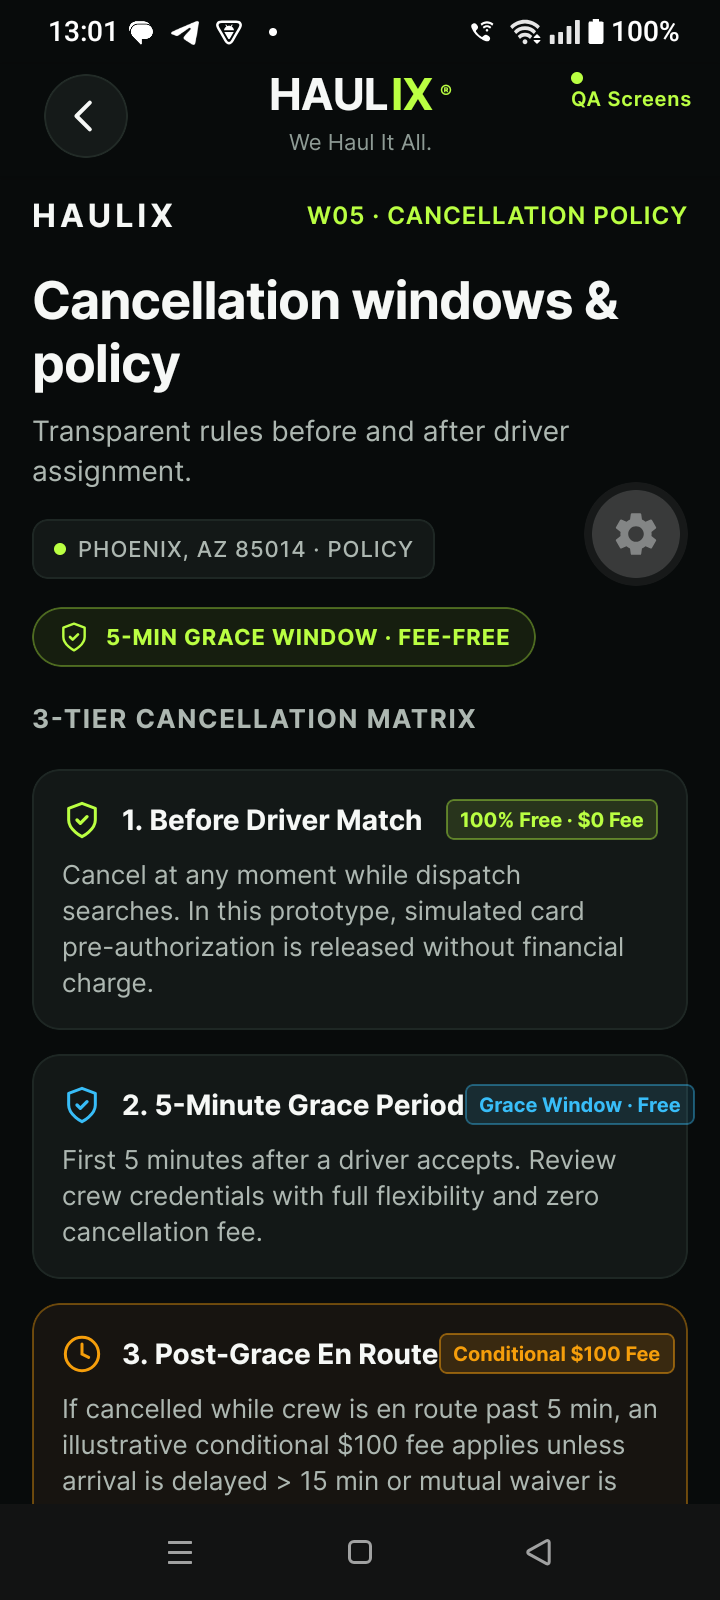 13:01
100%
HAULIX ®
We Haul It All.
QA Screens
HAULIX
W05 · CANCELLATION POLICY
Cancellation windows &
policy
Transparent rules before and after driver
assignment.
PHOENIX, AZ 85014 · POLICY
5-MIN GRACE WINDOW · FEE-FREE
3-TIER CANCELLATION MATRIX
1. Before Driver Match
100% Free · $0 Fee
Cancel at any moment while dispatch
searches. In this prototype, simulated card
pre-authorization is released without financial
charge.
2. 5-Minute Grace Period
Grace Window · Free
First 5 minutes after a driver accepts. Review
crew credentials with full flexibility and zero
cancellation fee.
3. Post-Grace En Route
Conditional $100 Fee
If cancelled while crew is en route past 5 min, an
illustrative conditional $100 fee applies unless
arrival is delayed > 15 min or mutual waiver is